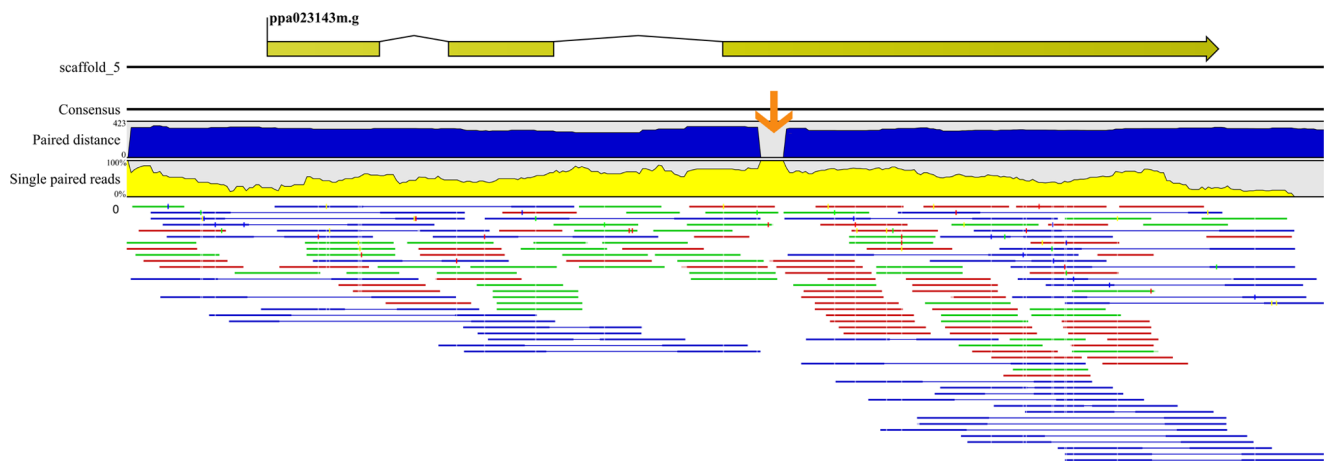 ppa023143m.g
scaffold_5
Consensus
423
Paired distance
0
100%
Single paired reads
0%
0